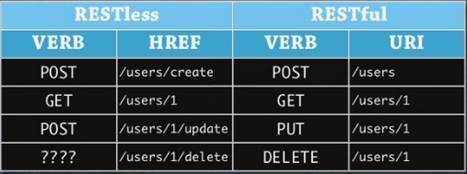 RESTless RESTful
VERB HREF VERB URI
POST /users/create POST /users
GET /users/1 GET /users/1
POST /users/1/update PUT /users/1
???? /users/1/delete DELETE /users/1